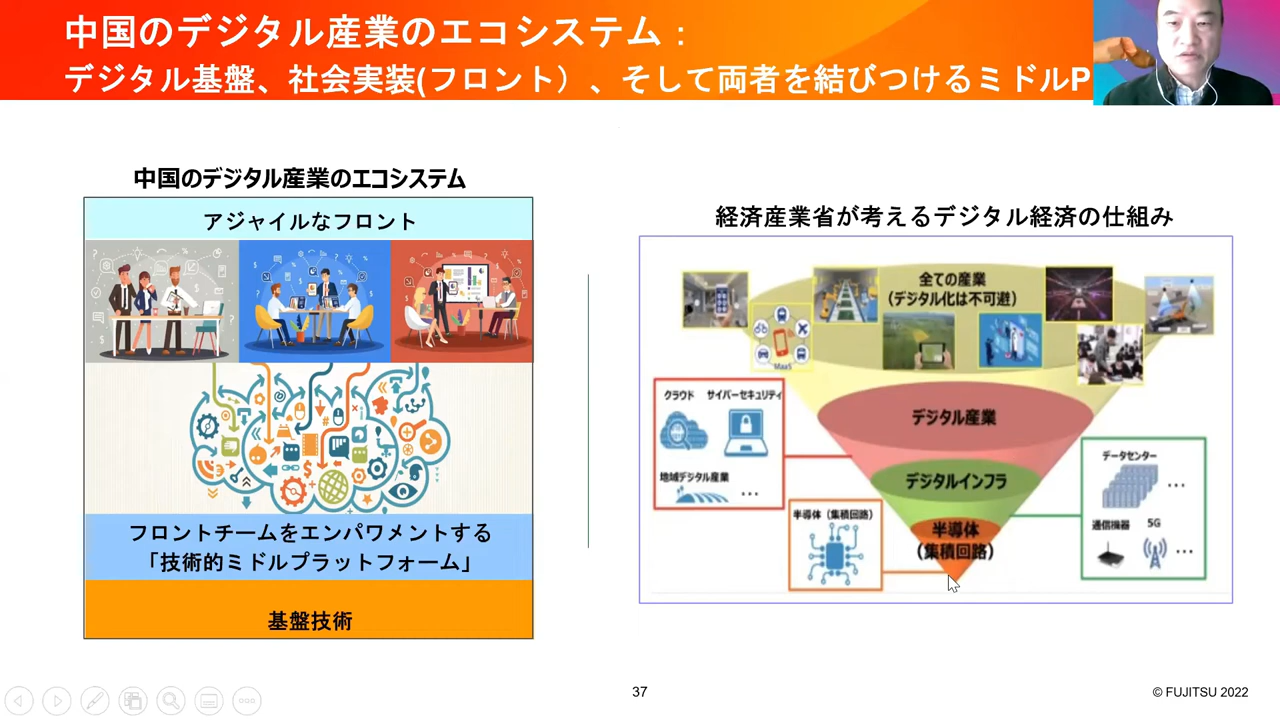 中国のデジタル産業のエコシステム：
デジタル基盤、社会実装(フロント）、そして両者を結びつけるミドルP
中国のデジタル産業のエコシステム
アジャイルなフロント
フロントチームをエンパワメントする
「技術的ミドルプラットフォーム」
基盤技術
経済産業省が考えるデジタル経済の仕組み
全ての産業
（デジタル化は不可避）
MaaS
デジタル産業
デジタルインフラ
半導体
（集積回路）
クラウド サイバーセキュリティ
地域デジタル産業
…
半導体（集積回路）
データセンター
…
通信機器 5G
…
37
© FUJITSU 2022